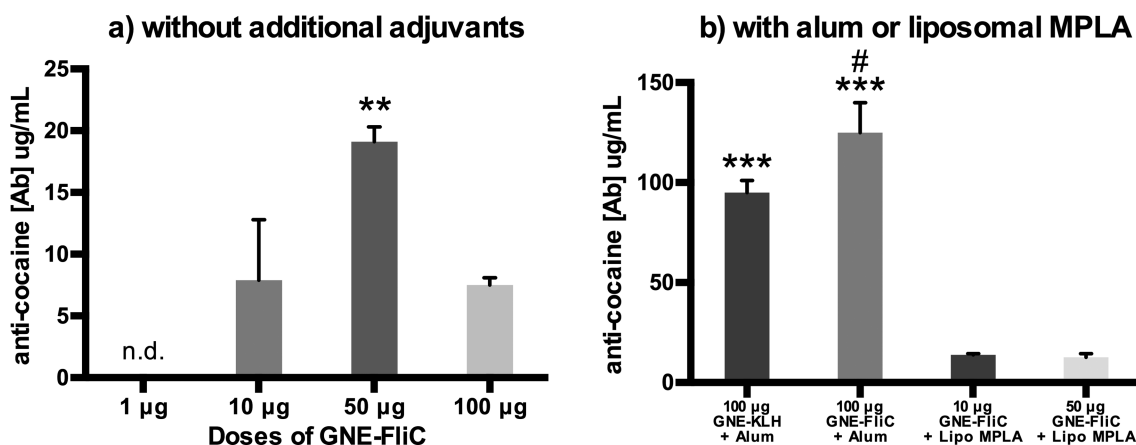 a) without additional adjuvants
anti-cocaine [Ab] ug/mL
25
20
15
10
5
0
n.d.
**
1 μg
10 μg
50 μg
100 μg
Doses of GNE-FliC
b) with alum or liposomal MPLA
anti-cocaine [Ab] ug/mL
150
100
50
0
***
#
***
100 μg
GNE-KLH
+ Alum
100 μg
GNE-FliC
+ Alum
10 μg
GNE-FliC
+ Lipo MPLA
50 μg
GNE-FliC
+ Lipo MPLA